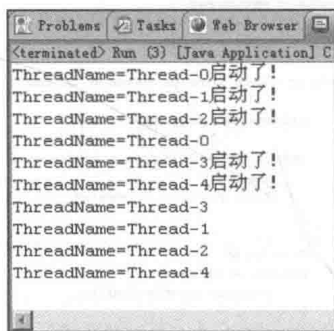 Problems Tasks Web Browser
<terminated> Run (3) [Java Application] C
ThreadName=Thread-0启动了!
ThreadName=Thread-1启动了!
ThreadName=Thread-2启动了!
ThreadName=Thread-0
ThreadName=Thread-3启动了!
ThreadName=Thread-4启动了!
ThreadName=Thread-3
ThreadName=Thread-1
ThreadName=Thread-2
ThreadName=Thread-4